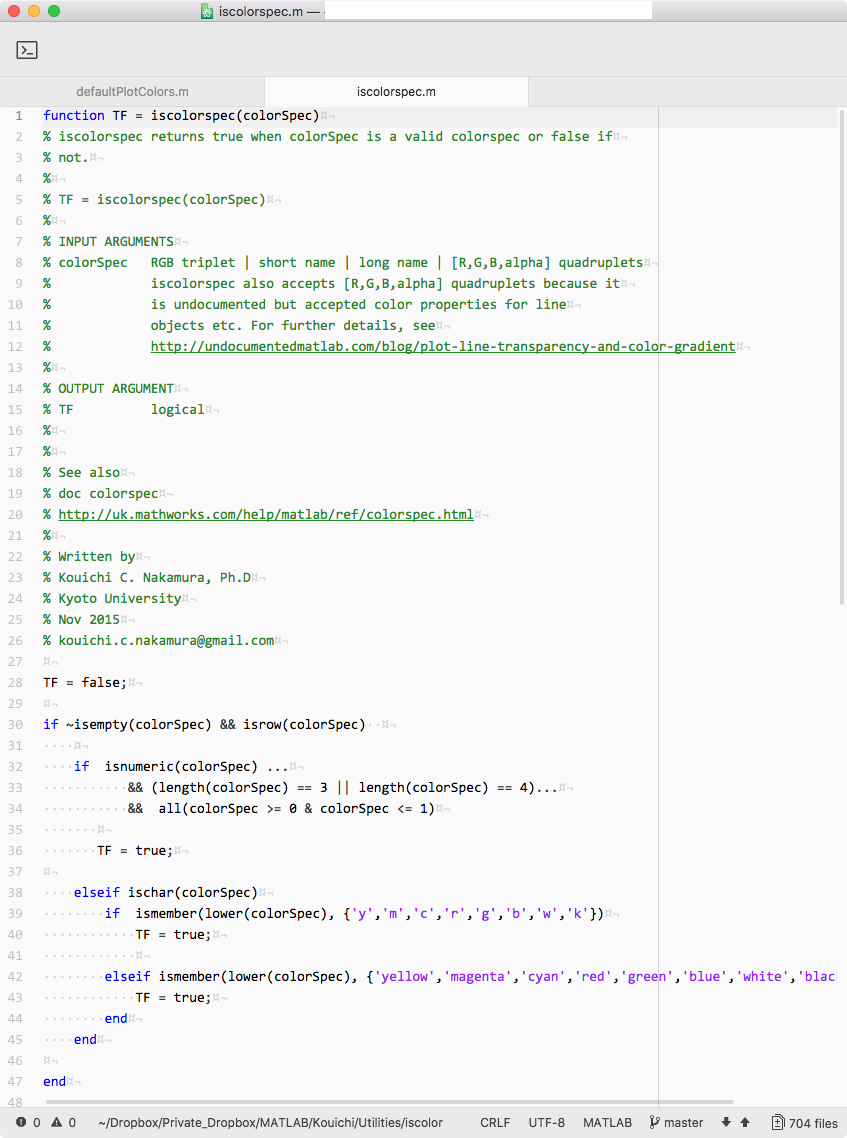 iscolorspec.m —
defaultPlotColors.m
iscolorspec.m
1 function TF = iscolorspec(colorSpec)¤¬
2 % iscolorspec returns true when colorSpec is a valid colorspec or false if¤¬
3 % not.¤¬
4 %¤¬
5 % TF = iscolorspec(colorSpec)¤¬
6 %¤¬
7 % INPUT ARGUMENTS¤¬
8 % colorSpec   RGB triplet | short name | long name | [R,G,B,alpha] quadruplets¤¬
9 %             iscolorspec also accepts [R,G,B,alpha] quadruplets because it¤¬
10 %             is undocumented but accepted color properties for line¤¬
11 %             objects etc. For further details, see¤¬
12 %             http://undocumentedmatlab.com/blog/plot-line-transparency-and-color-gradient¤¬
13 %¤¬
14 % OUTPUT ARGUMENT¤¬
15 % TF          logical¤¬
16 %¤¬
17 %¤¬
18 % See also¤¬
19 % doc colorspec¤¬
20 % http://uk.mathworks.com/help/matlab/ref/colorspec.html¤¬
21 %¤¬
22 % Written by¤¬
23 % Kouichi C. Nakamura, Ph.D¤¬
24 % Kyoto University¤¬
25 % Nov 2015¤¬
26 % kouichi.c.nakamura@gmail.com¤¬
27 ¤¬
28 TF = false;¤¬
29 ¤¬
30 if ~isempty(colorSpec) && isrow(colorSpec)··¤¬
31 ····¤¬
32 ····if  isnumeric(colorSpec) ...¤¬
33 ···········&& (length(colorSpec) == 3 || length(colorSpec) == 4)...¤¬
34 ···········&&  all(colorSpec >= 0 & colorSpec <= 1)¤¬
35 ·······¤¬
36 ·······TF = true;¤¬
37 ¤¬
38 ····elseif ischar(colorSpec)¤¬
39 ········if  ismember(lower(colorSpec), {'y','m','c','r','g','b','w','k'})¤¬
40 ············TF = true;¤¬
41 ············¤¬
42 ········elseif ismember(lower(colorSpec), {'yellow','magenta','cyan','red','green','blue','white','blac
43 ············TF = true;¤¬
44 ········end¤¬
45 ····end¤¬
46 ¤¬
47 end¤¬
48
0 0 ~/Dropbox/Private_Dropbox/MATLAB/Kouichi/Utilities/iscolor CRLF UTF-8 MATLAB master 704 files